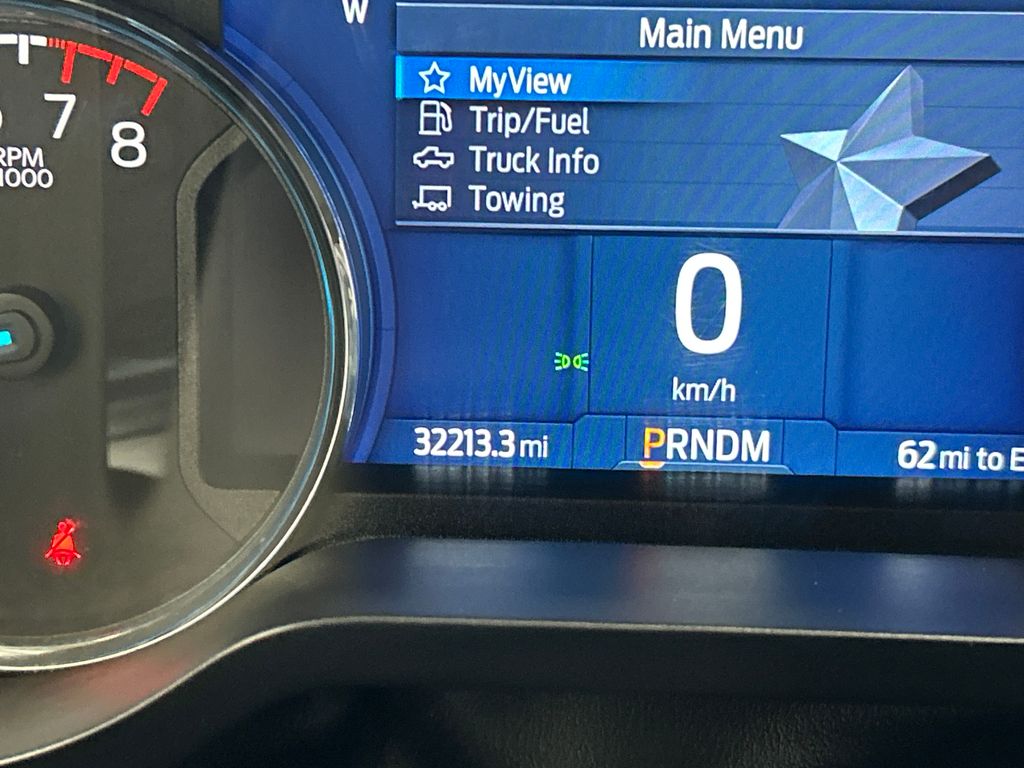 W
Main Menu
MyView
Trip/Fuel
Truck Info
Towing
7
8
RPM
1000
0
km/h
32213.3 mi
PRNDM
62 mi to E